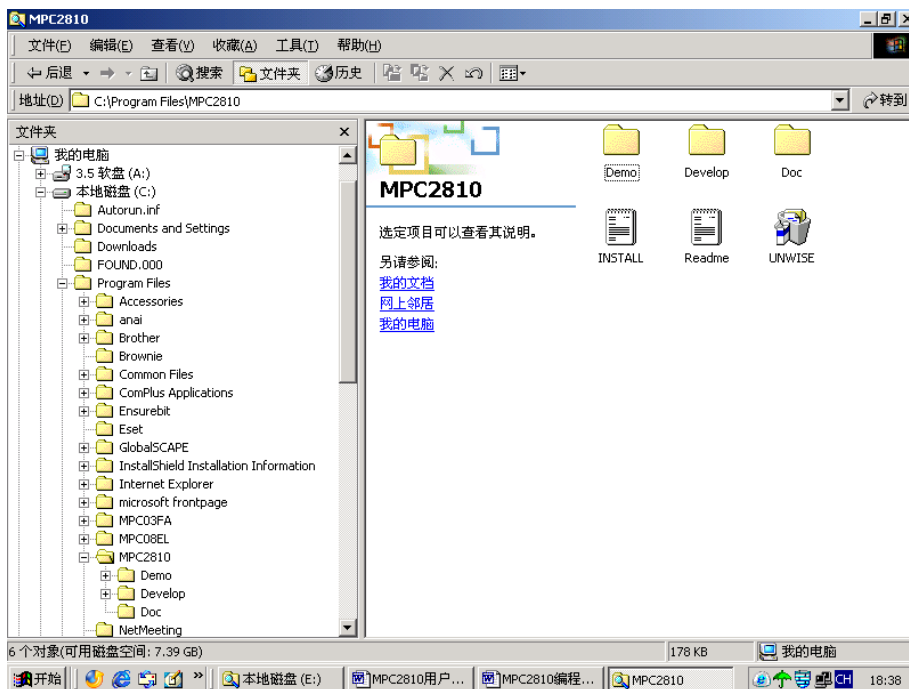 MPC2810
文件(F) 编辑(E) 查看(V) 收藏(A) 工具(T) 帮助(H)
后退 搜索 文件夹 历史
地址(D) C:\Program Files\MPC2810 转到
文件夹
我的电脑
3.5 软盘 (A:)
本地磁盘 (C:)
Autorun.inf
Documents and Settings
Downloads
FOUND.000
Program Files
Accessories
anai
Brother
Brownie
Common Files
ComPlus Applications
Ensurebit
Eset
GlobalSCAPE
InstallShield Installation Information
Internet Explorer
microsoft frontpage
MPC03FA
MPC08EL
MPC2810
Demo
Develop
Doc
NetMeeting
MPC2810
选定项目可以查看其说明。
另请参阅:
我的文档
网上邻居
我的电脑
Demo Develop Doc
INSTALL Readme UNWISE
6 个对象(可用磁盘空间: 7.39 GB) 178 KB 我的电脑
开始 » 本地磁盘 (E:) MPC2810用户... MPC2810编程... MPC2810 CH 18:38